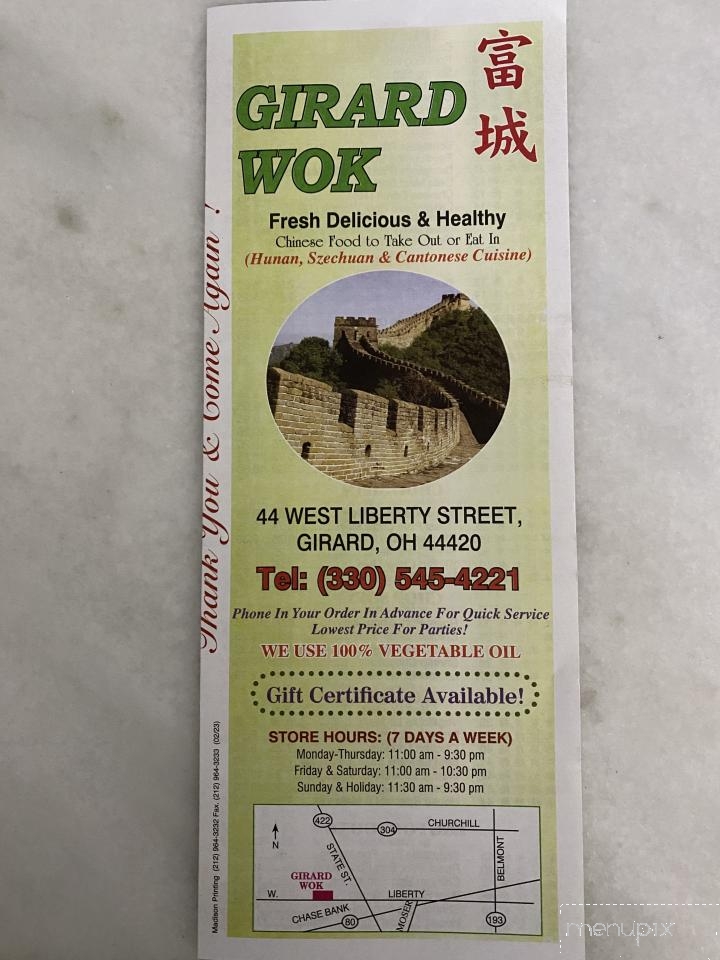 富
城
GIRARD
WOK
Fresh Delicious & Healthy
Chinese Food to Take Out or Eat In
(Hunan, Szechuan & Cantonese Cuisine)
44 WEST LIBERTY STREET,
GIRARD, OH 44420
Tel: (330) 545-4221
Phone In Your Order In Advance For Quick Service
Lowest Price For Parties!
WE USE 100% VEGETABLE OIL
Gift Certificate Available!
STORE HOURS: (7 DAYS A WEEK)
Monday-Thursday: 11:00 am - 9:30 pm
Friday & Saturday: 11:00 am - 10:30 pm
Sunday & Holiday: 11:30 am - 9:30 pm
422
304
CHURCHILL
N
STATE ST.
BELMONT
GIRARD
WOK
W.
LIBERTY
CHASE BANK
80
MOSER
193
Thank You & Come Again !
Madison Printing (212) 964-3232 Fax. (212) 964-3233 (02/23)
menupix